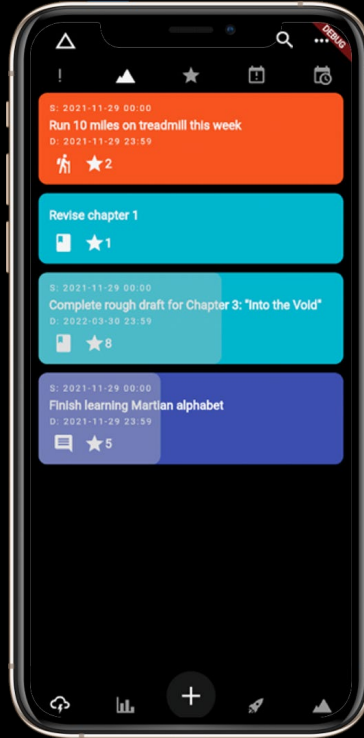 DEBUG
S: 2021-11-29 00:00
Run 10 miles on treadmill this week
D: 2021-11-29 23:59
2
Revise chapter 1
1
S: 2021-11-29 00:00
Complete rough draft for Chapter 3: "Into the Void"
D: 2022-03-30 23:59
8
S: 2021-11-29 00:00
Finish learning Martian alphabet
D: 2021-11-29 23:59
5